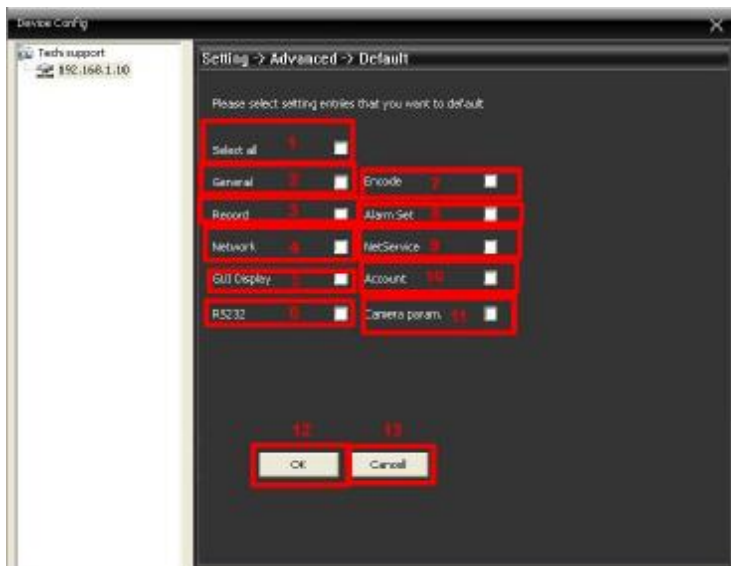 Device Config
Tech support
192.168.1.10
Setting -> Advanced -> Default
Please select setting entries that you want to default
Select all 1
General 2 Encode 7
Record 3 Alarm Set 8
Network 4 NetService 9
GUI Display 5 Account 10
RS232 6 Camera param. 11
12 13
OK Cancel